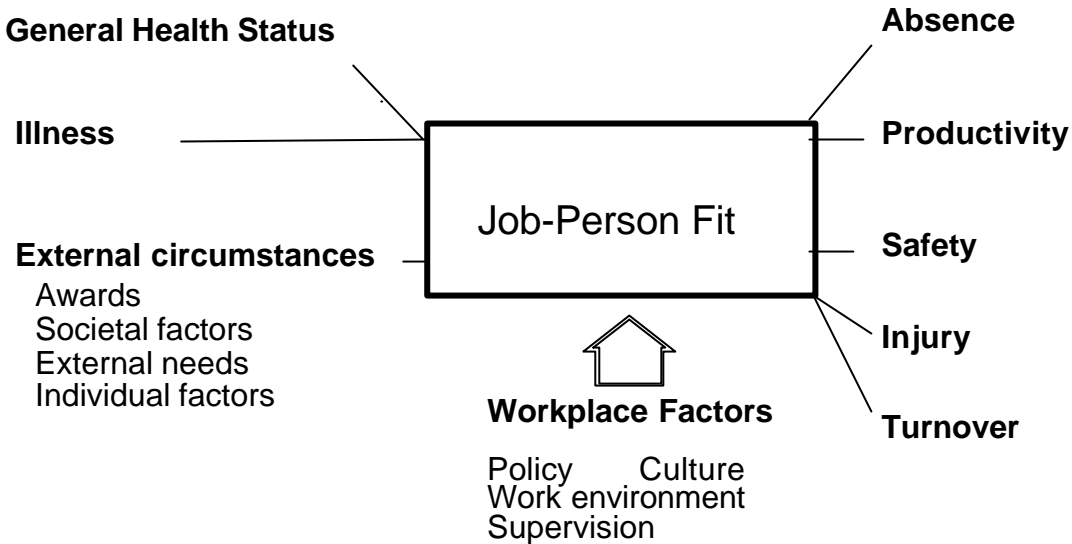 General Health Status
Illness
External circumstances
Awards
Societal factors
External needs
Individual factors
Job-Person Fit
Workplace Factors
Policy Culture
Work environment
Supervision
Absence
Productivity
Safety
Injury
Turnover